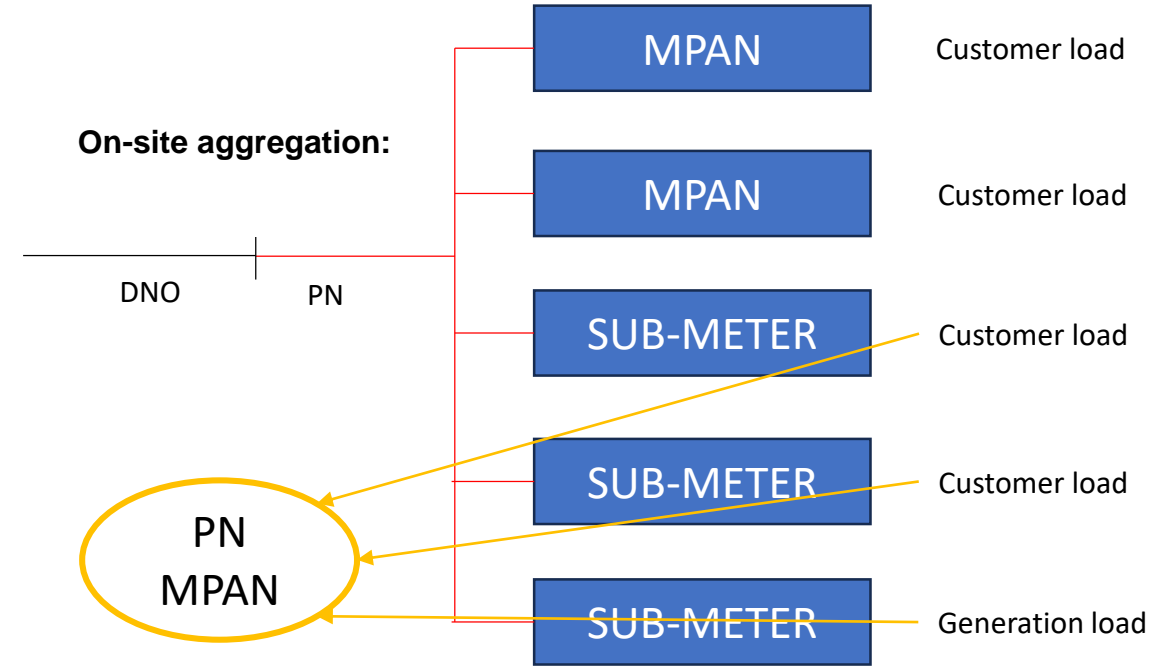 MPAN
Customer load
On-site aggregation:
MPAN
Customer load
DNO
PN
SUB-METER
Customer load
SUB-METER
Customer load
PN
MPAN
SUB-METER
Generation load